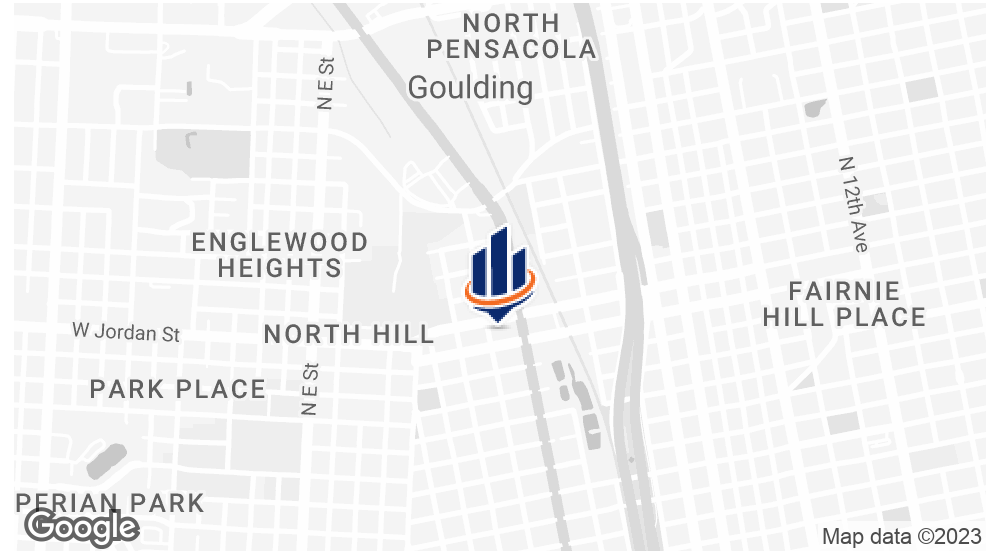 NORTH
PENSACOLA
Goulding
N E St
N 12th Ave
ENGLEWOOD
HEIGHTS
FAIRNIE
HILL PLACE
W Jordan St
NORTH HILL
N E St
PARK PLACE
PERIAN PARK
Google
Map data ©2023